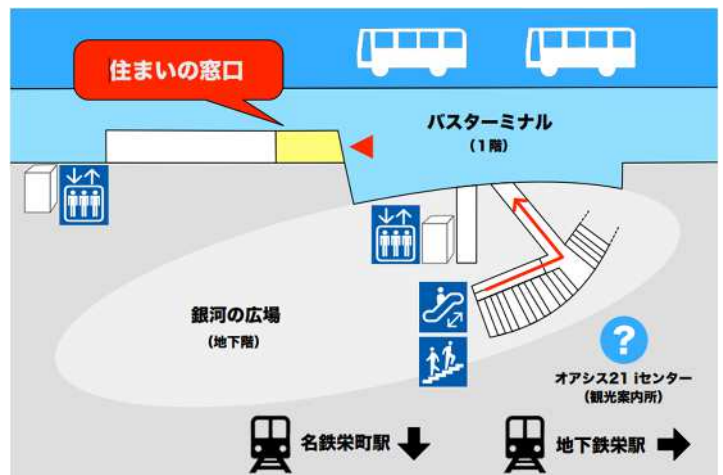 住まいの窓口
バスターミナル
（1階）
銀河の広場
（地下階）
?
オアシス21 iセンター
（観光案内所）
名鉄栄町駅
地下鉄栄駅